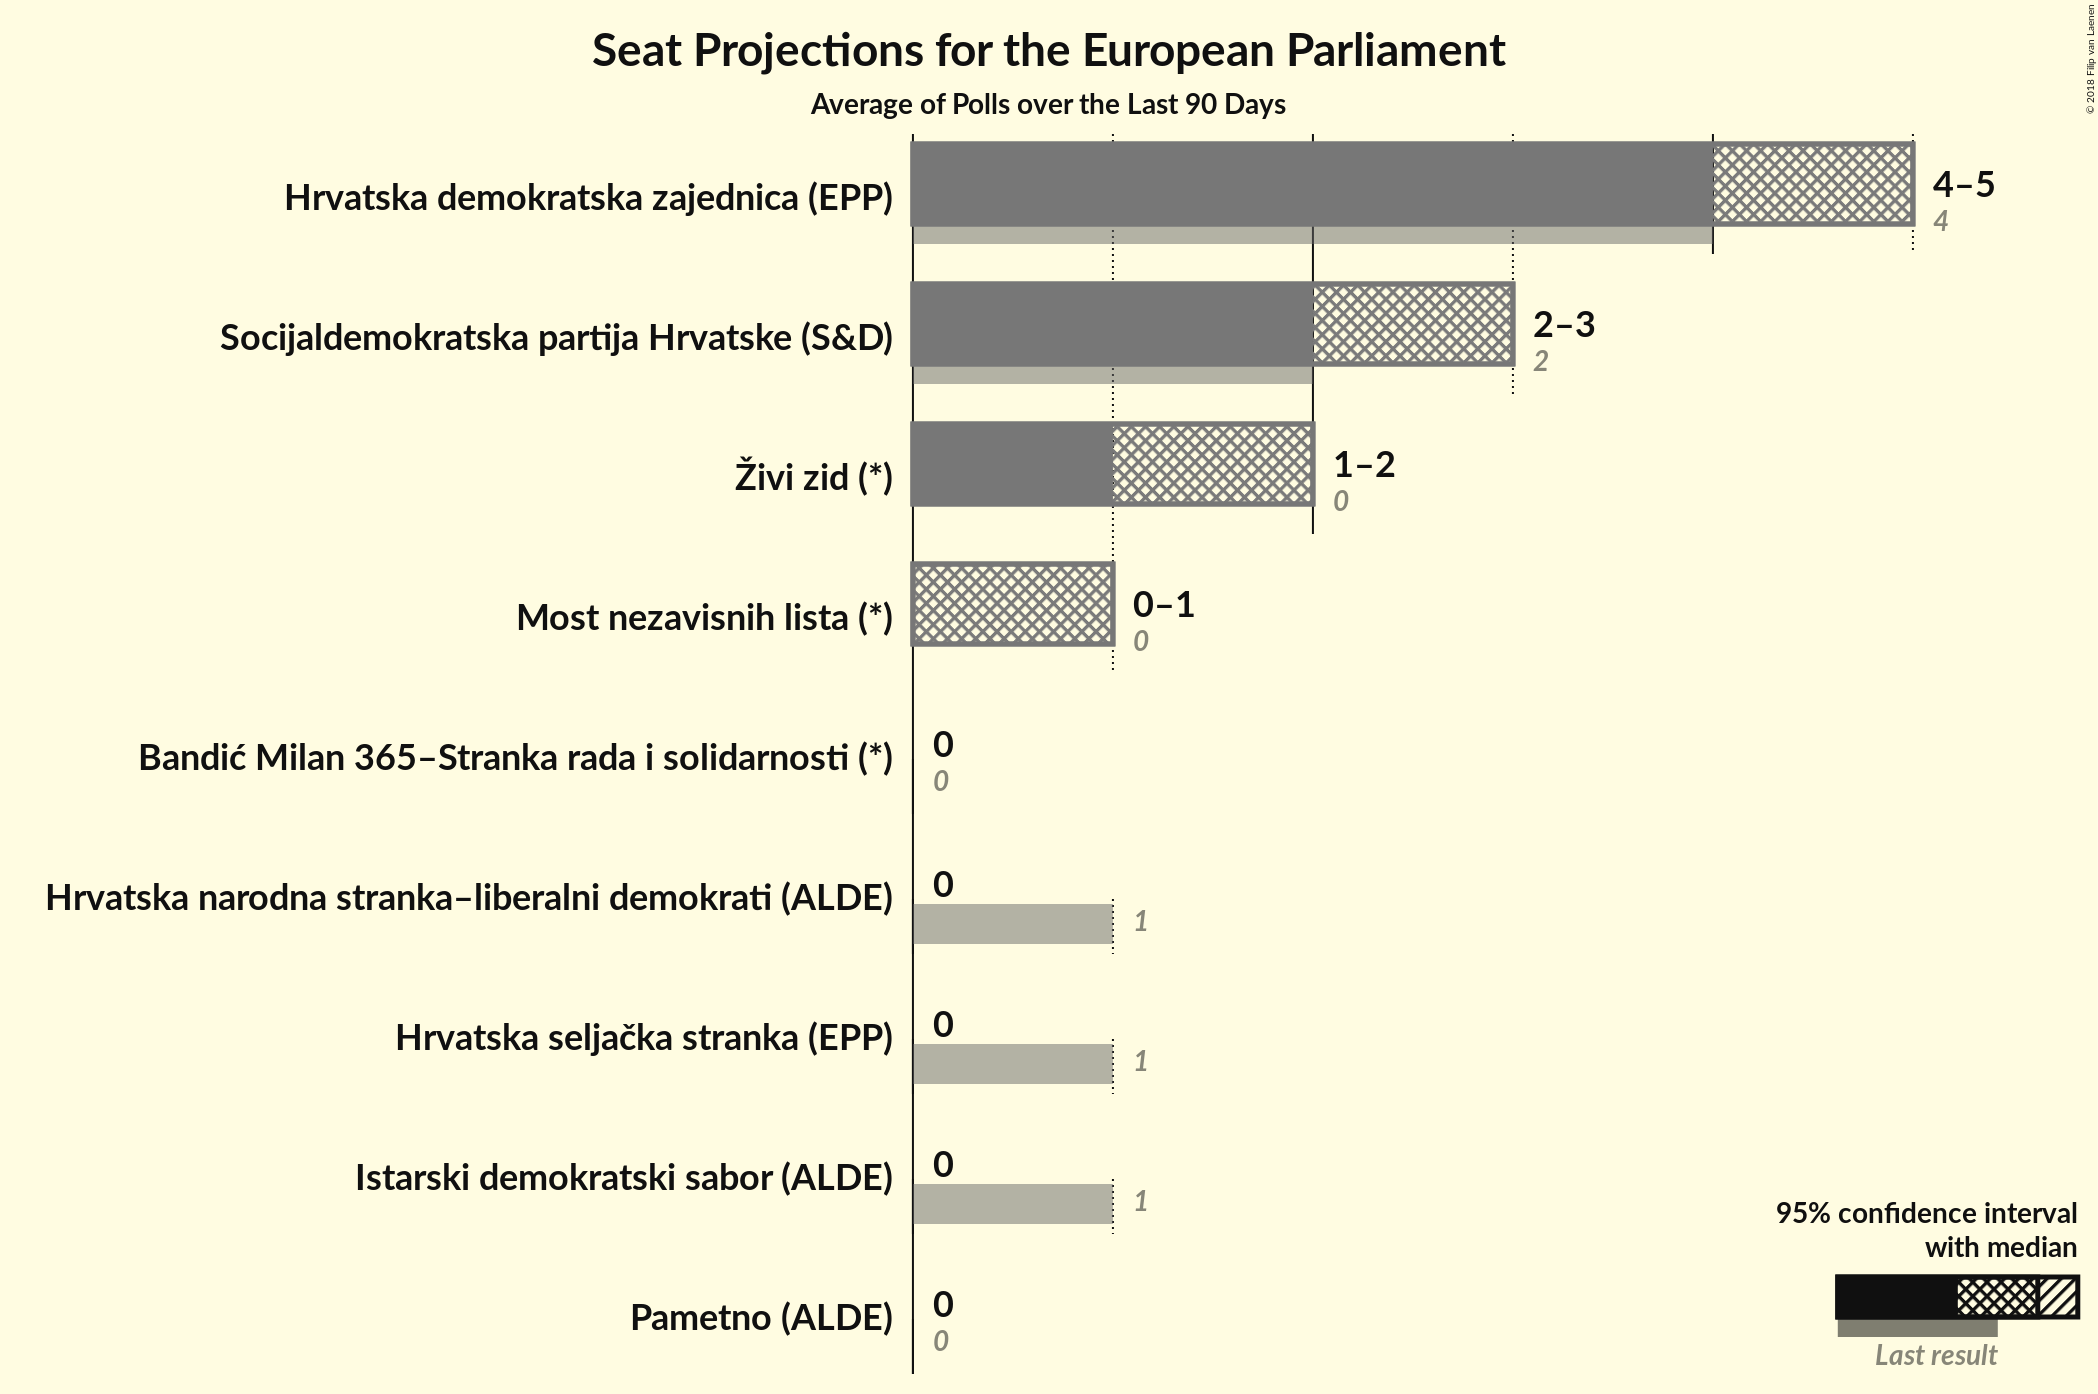 Seat Projections for the European Parliament
Average of Polls over the Last 90 Days
© 2018 Filip van Laenen
Hrvatska demokratska zajednica (EPP)
4–5
4
Socijaldemokratska partija Hrvatske (S&D)
2–3
2
Živi zid (*)
1–2
0
Most nezavisnih lista (*)
0–1
0
Bandić Milan 365–Stranka rada i solidarnosti (*)
0
0
Hrvatska narodna stranka–liberalni demokrati (ALDE)
0
1
Hrvatska seljačka stranka (EPP)
0
1
Istarski demokratski sabor (ALDE)
0
1
Pametno (ALDE)
0
0
95% confidence interval
with median
Last result